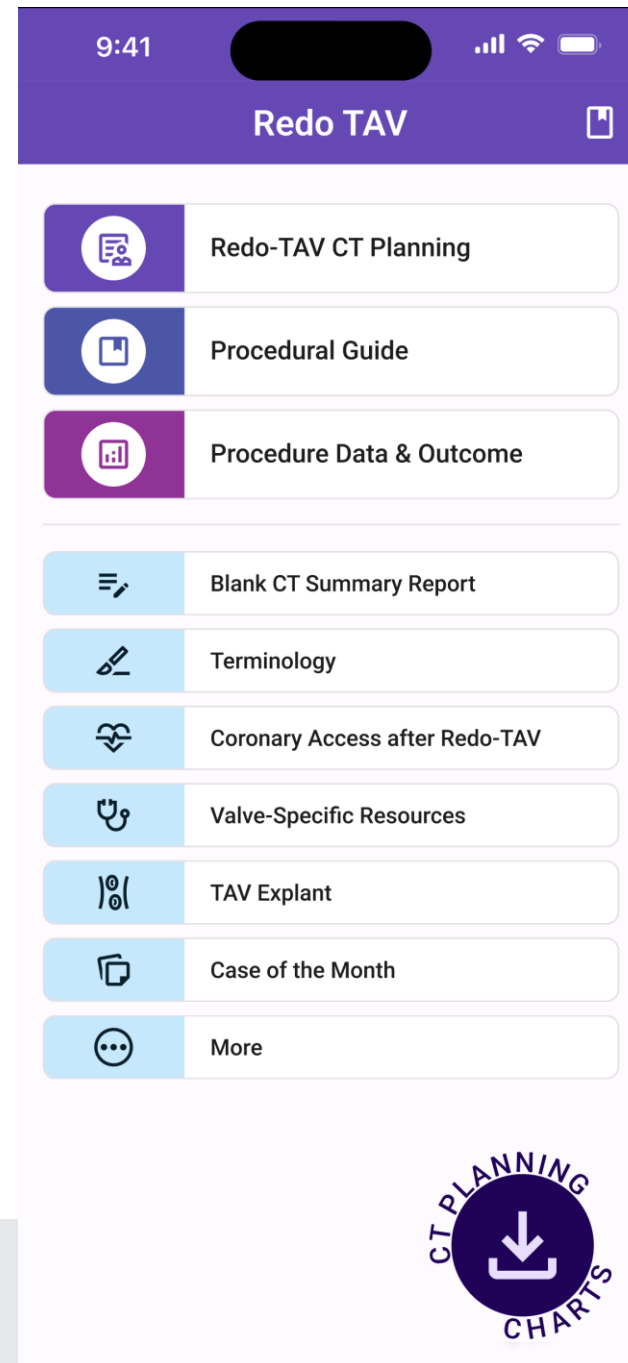 9:41
Redo TAV
Redo-TAV CT Planning
Procedural Guide
Procedure Data & Outcome
Blank CT Summary Report
Terminology
Coronary Access after Redo-TAV
Valve-Specific Resources
TAV Explant
Case of the Month
More
CT PLANNING
CHARTS